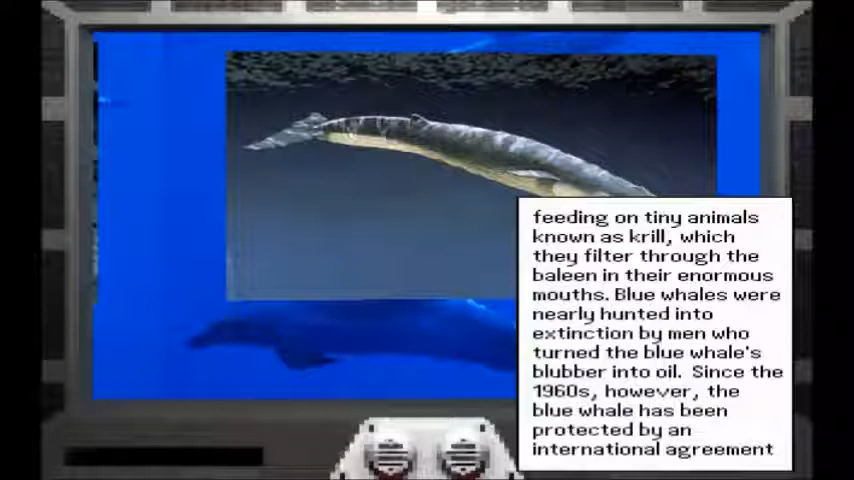 feeding on tiny animals
known as krill, which
they filter through the
baleen in their enormous
mouths. Blue whales were
nearly hunted into
extinction by men who
turned the blue whale's
blubber into oil.  Since the
1960s, however, the
blue whale has been
protected by an
international agreement